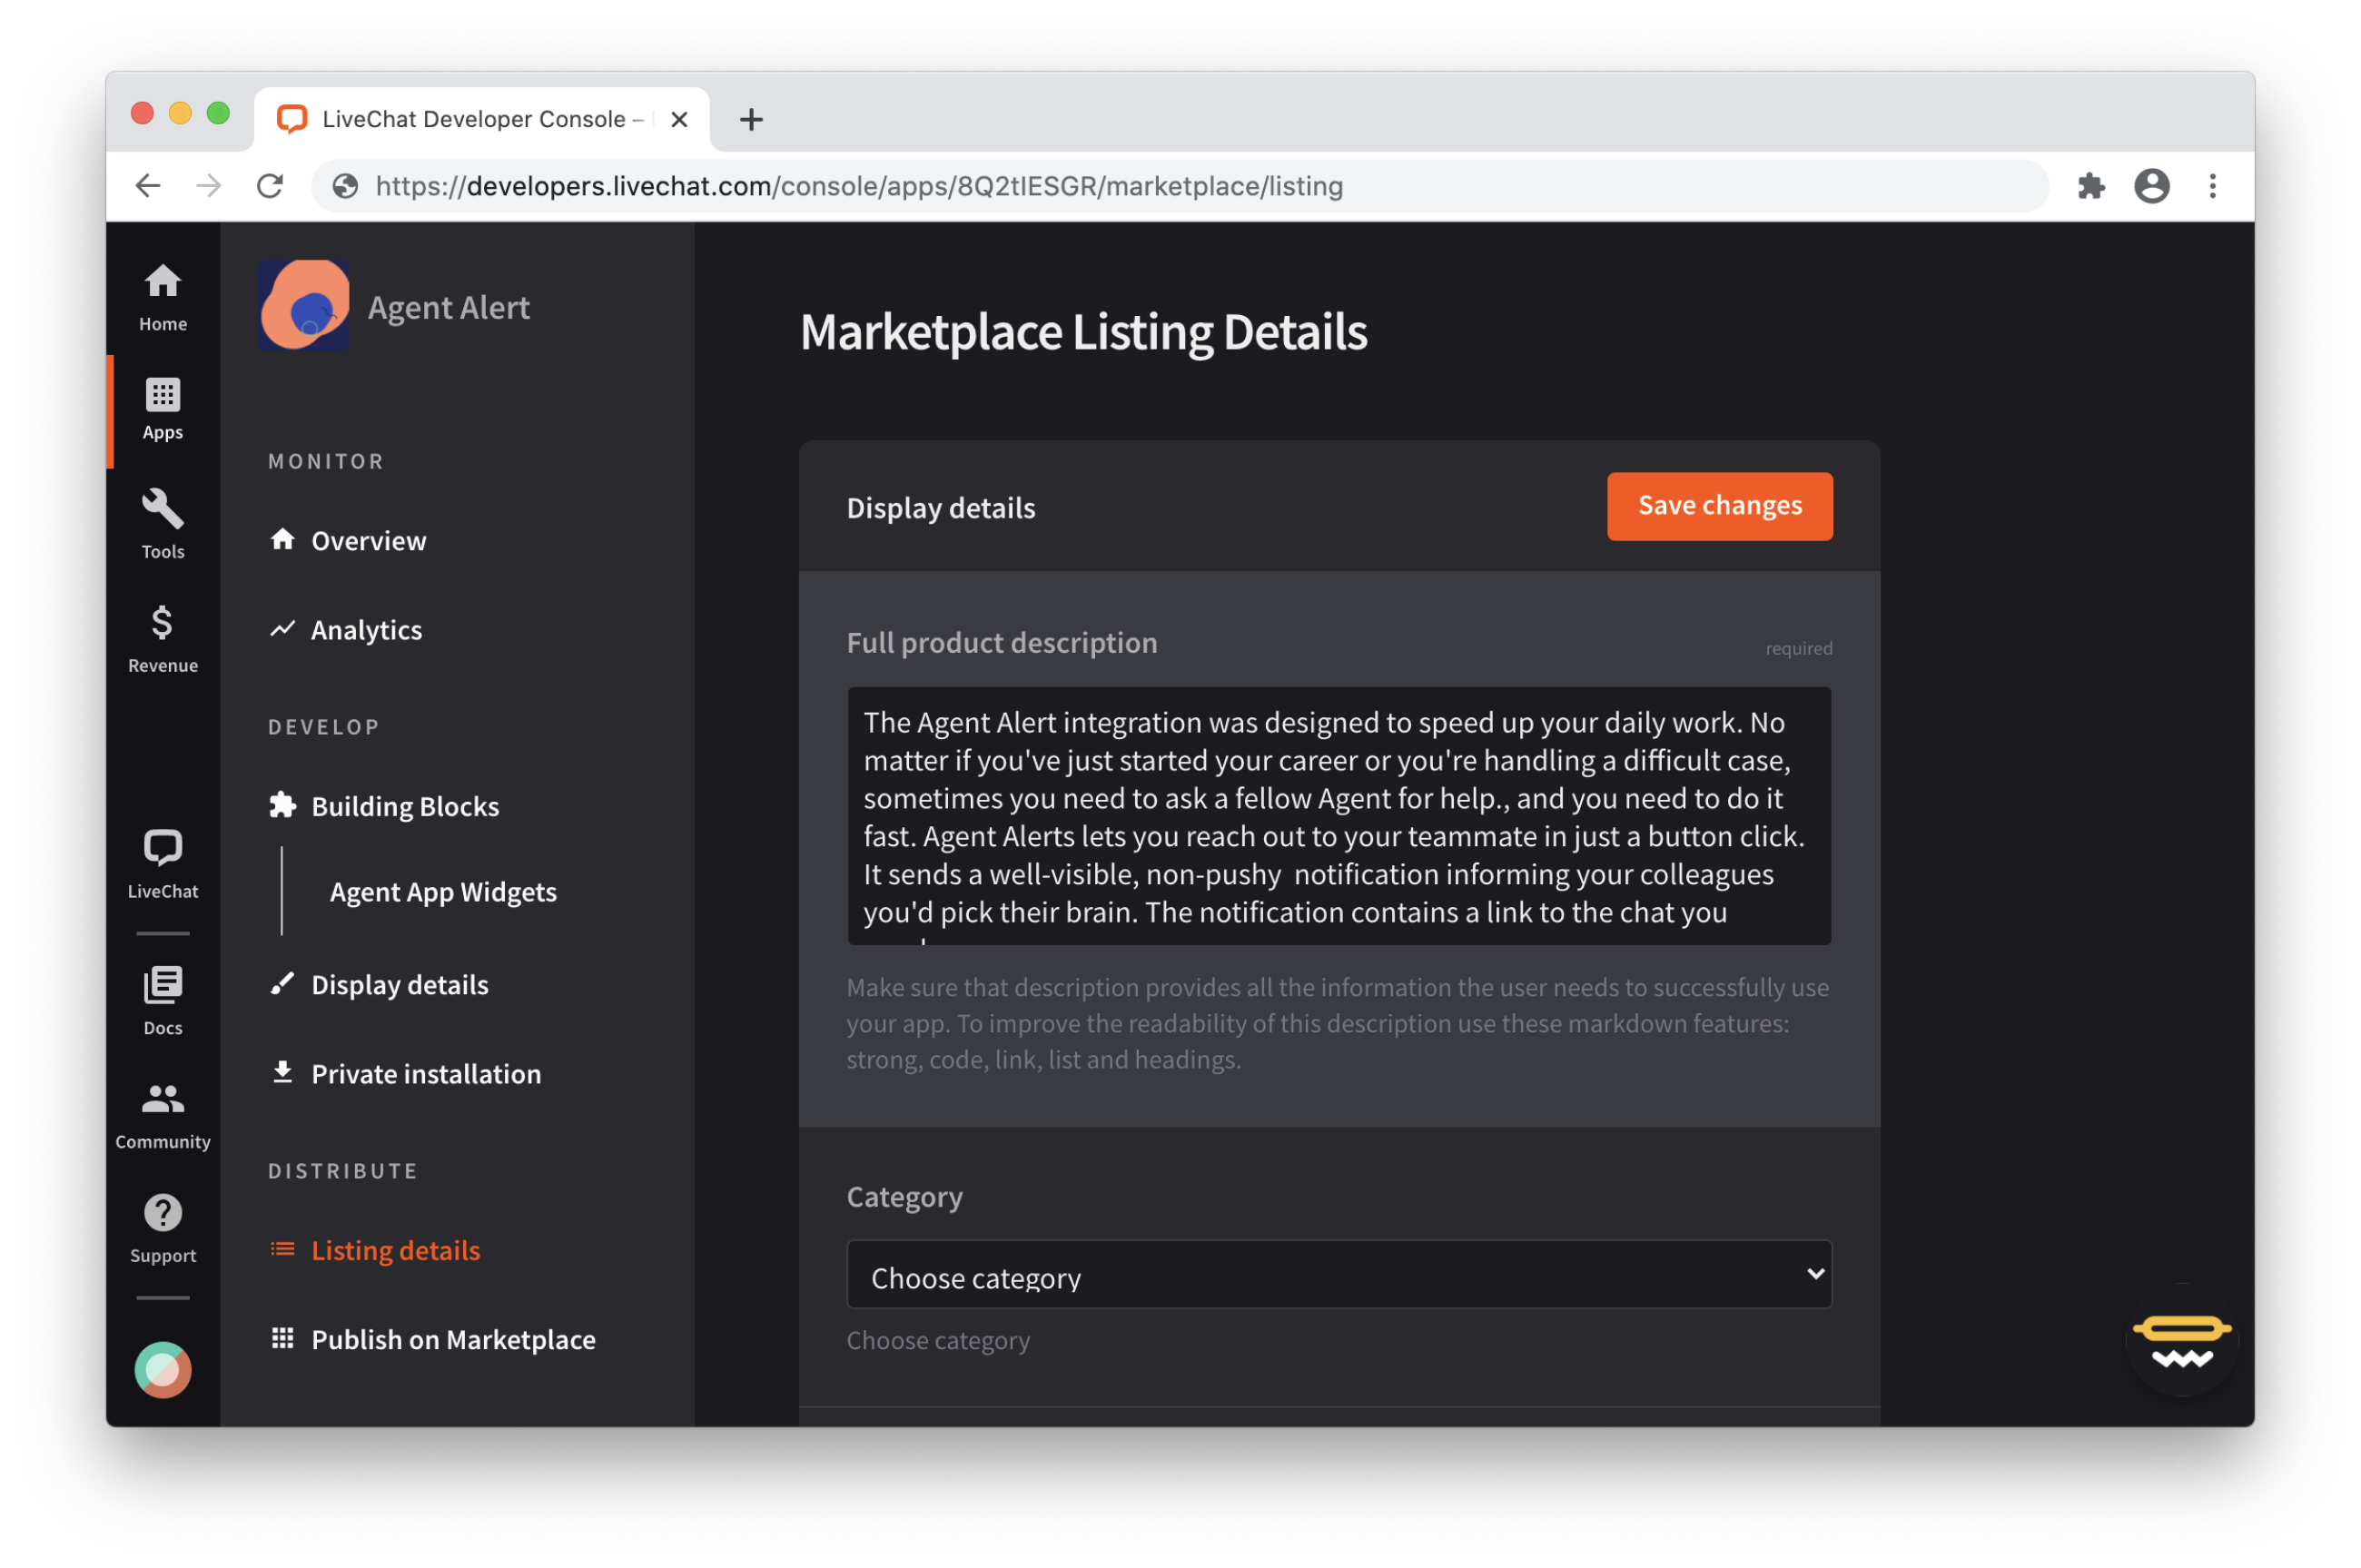 LiveChat Developer Console –
https://developers.livechat.com/console/apps/8Q2tIESGR/marketplace/listing
Home
Apps
Tools
Revenue
LiveChat
Docs
Community
Support
Agent Alert
MONITOR
Overview
Analytics
DEVELOP
Building Blocks
Agent App Widgets
Display details
Private installation
DISTRIBUTE
Listing details
Publish on Marketplace
Marketplace Listing Details
Display details
Save changes
Full product description
required
The Agent Alert integration was designed to speed up your daily work. No
matter if you've just started your career or you're handling a difficult case,
sometimes you need to ask a fellow Agent for help., and you need to do it
fast. Agent Alerts lets you reach out to your teammate in just a button click.
It sends a well-visible, non-pushy  notification informing your colleagues
you'd pick their brain. The notification contains a link to the chat you
Make sure that description provides all the information the user needs to successfully use
your app. To improve the readability of this description use these markdown features:
strong, code, link, list and headings.
Category
Choose category
Choose category